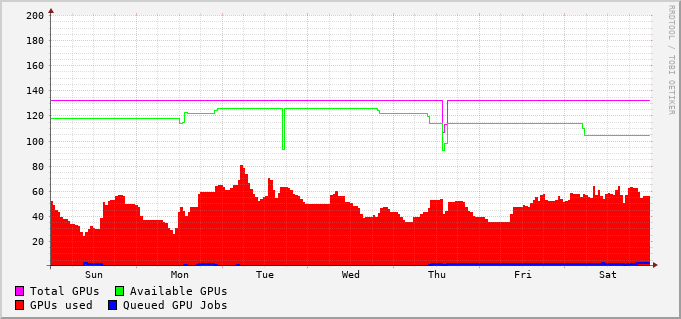 200
180
160
140
120
100
80
60
40
20
Sun Mon Tue Wed Thu Fri Sat
Total GPUs Available GPUs
GPUs used Queued GPU Jobs
RRDTOOL / TOBI OETIKER